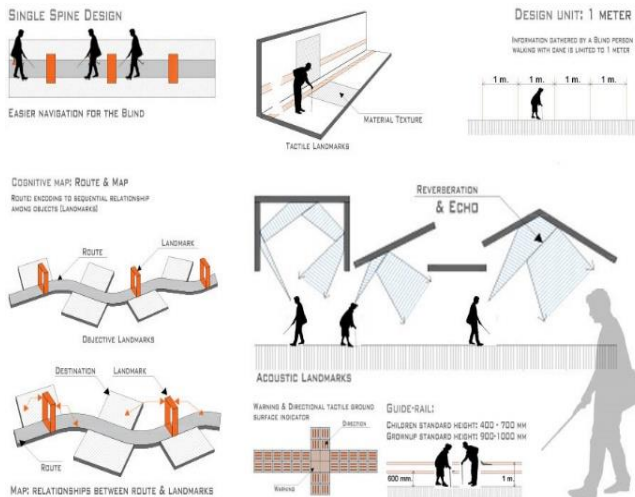 SINGLE SPINE DESIGN
EASIER NAVIGATION FOR THE BLIND
MATERIAL TEXTURE
TACTILE LANDMARKS
DESIGN UNIT: 1 METER
INFORMATION GATHERED BY A BLIND PERSON
WALKING WITH CANE IS LIMITED TO 1 METER
1 m. 1 m. 1 m. 1 m.
COGNITIVE MAP: ROUTE & MAP
ROUTE: ENCODING TO SEQUENTIAL RELATIONSHIP
AMONG OBJECTS (LANDMARKS)
ROUTE
LANDMARK
OBJECTIVE LANDMARKS
REVERBERATION
& ECHO
ACOUSTIC LANDMARKS
DESTINATION
LANDMARK
ROUTE
MAP: RELATIONSHIPS BETWEEN ROUTE & LANDMARKS
WARNING & DIRECTIONAL TACTILE GROUND
SURFACE INDICATOR
DIRECTION
WARNING
GUIDE-RAIL:
CHILDREN STANDARD HEIGHT: 400 - 700 MM
GROWNUP STANDARD HEIGHT: 900-1000 MM
600 mm.
1 m.